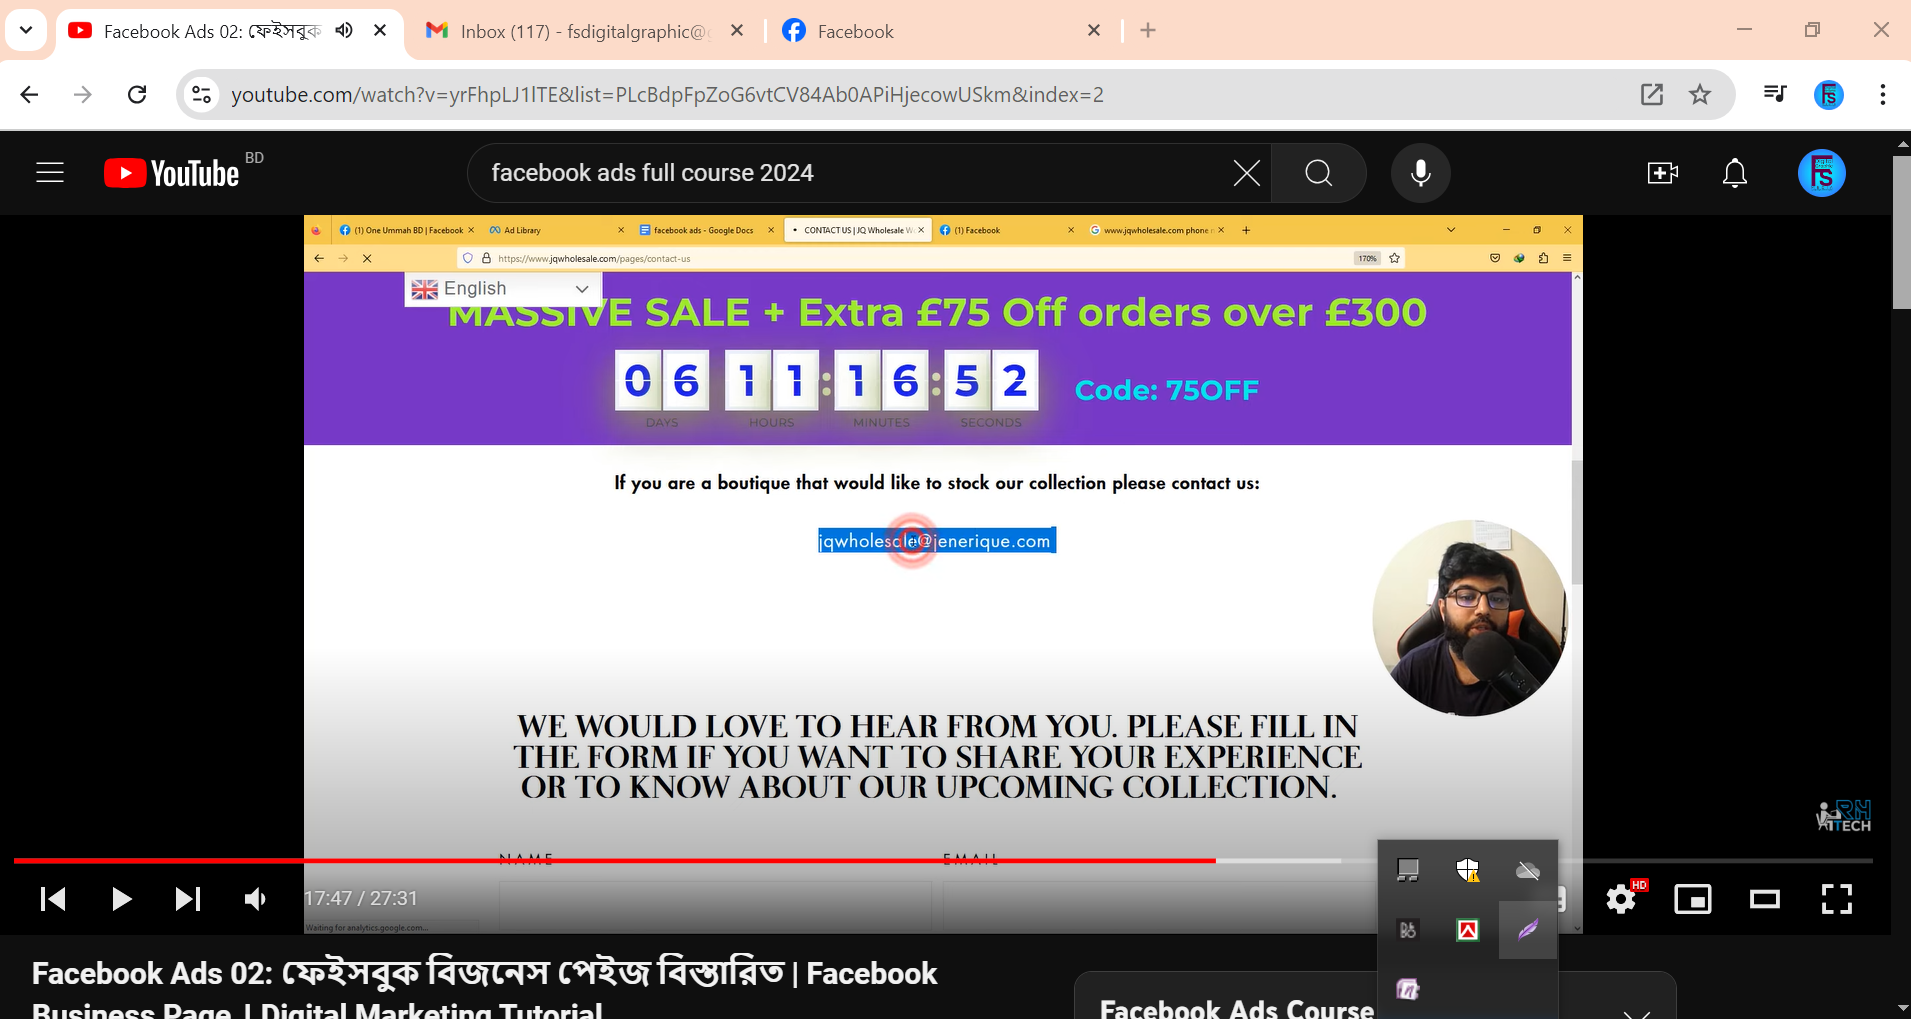 Facebook Ads 02: ফেইসবুক
Inbox (117) - fsdigitalgraphic@
Facebook
youtube.com/watch?v=yrFhpLJ1lTE&list=PLcBdpFpZoG6vtCV84Ab0APiHjecowUSkm&index=2
YouTube BD
facebook ads full course 2024
(1) One Ummah BD | Facebook
Ad Library
facebook ads - Google Docs
CONTACT US | JQ Wholesale W
(1) Facebook
www.jqwholesale.com phone n
https://www.jqwholesale.com/pages/contact-us
170%
English
MASSIVE SALE + Extra £75 Off orders over £300
06 11:16:52
DAYS HOURS MINUTES SECONDS
Code: 75OFF
If you are a boutique that would like to stock our collection please contact us:
jqwholesale@jenerique.com
WE WOULD LOVE TO HEAR FROM YOU. PLEASE FILL IN
THE FORM IF YOU WANT TO SHARE YOUR EXPERIENCE
OR TO KNOW ABOUT OUR UPCOMING COLLECTION.
RH
TECH
NAME
EMAIL
17:47 / 27:31
HD
Waiting for analytics.google.com...
Facebook Ads 02: ফেইসবুক বিজনেস পেইজ বিস্তারিত | Facebook
Business Page | Digital Marketing Tutorial
Facebook Ads Course